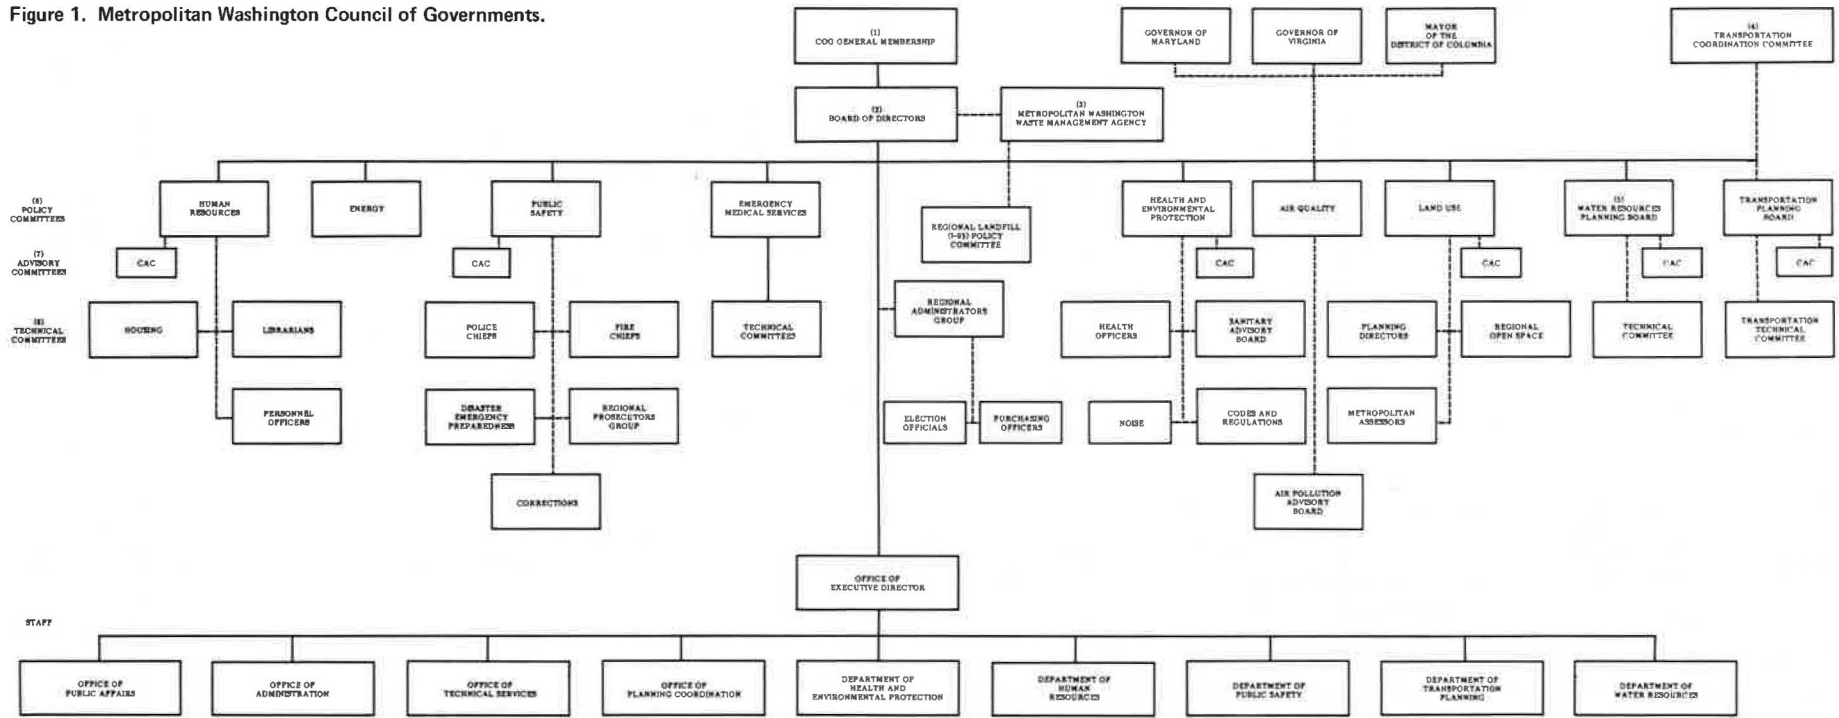 Figure 1. Metropolitan Washington Council of Governments.
(1)
COG GENERAL MEMBERSHIP
GOVERNOR OF
MARYLAND
GOVERNOR OF
VIRGINIA
MAYOR
OF THE
DISTRICT OF COLUMBIA
(4)
TRANSPORTATION
COORDINATION COMMITTEE
(2)
BOARD OF DIRECTORS
(3)
METROPOLITAN WASHINGTON
WASTE MANAGEMENT AGENCY
POLICY
COMMITTEES
HUMAN
RESOURCES
ENERGY
PUBLIC
SAFETY
EMERGENCY
MEDICAL SERVICES
REGIONAL LANDFILL
(I-95) POLICY
COMMITTEE
HEALTH AND
ENVIRONMENTAL
PROTECTION
AIR QUALITY
LAND USE
(5)
WATER RESOURCES
PLANNING BOARD
TRANSPORTATION
PLANNING
BOARD
(7)
ADVISORY
COMMITTEES
CAC
CAC
CAC
CAC
CAC
CAC
REGIONAL
ADMINISTRATORS
GROUP
TECHNICAL
COMMITTEES
HOUSING
LIBRARIANS
POLICE
CHIEFS
FIRE
CHIEFS
TECHNICAL
COMMITTEES
HEALTH
OFFICERS
SANITARY
ADVISORY
BOARD
PLANNING
DIRECTORS
REGIONAL
OPEN SPACE
TECHNICAL
COMMITTEE
TRANSPORTATION
TECHNICAL
COMMITTEE
PERSONNEL
OFFICERS
DISASTER
EMERGENCY
PREPAREDNESS
REGIONAL
PROSECUTORS
GROUP
ELECTION
OFFICIALS
PURCHASING
OFFICERS
NOISE
CODES AND
REGULATIONS
METROPOLITAN
ASSESSORS
CORRECTIONS
AIR POLLUTION
ADVISORY
BOARD
OFFICE OF
EXECUTIVE DIRECTOR
STAFF
OFFICE OF
PUBLIC AFFAIRS
OFFICE OF
ADMINISTRATION
OFFICE OF
TECHNICAL SERVICES
OFFICE OF
PLANNING COORDINATION
DEPARTMENT OF
HEALTH AND
ENVIRONMENTAL PROTECTION
DEPARTMENT OF
HUMAN
RESOURCES
DEPARTMENT OF
PUBLIC SAFETY
DEPARTMENT OF
TRANSPORTATION
PLANNING
DEPARTMENT OF
WATER RESOURCES